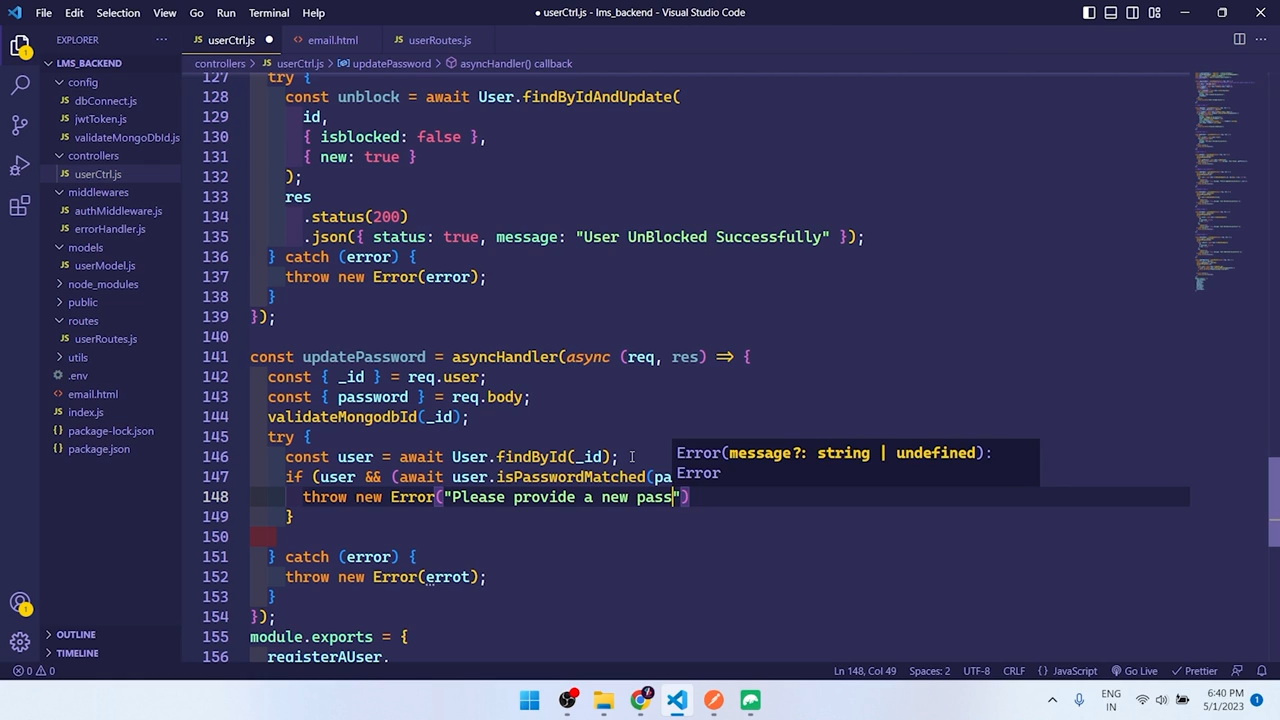 File Edit Selection View Go Run Terminal Help
● userCtrl.js - lms_backend - Visual Studio Code
EXPLORER
userCtrl.js
email.html
userRoutes.js
LMS_BACKEND
controllers > userCtrl.js > updatePassword > asyncHandler() callback
config
dbConnect.js
jwtToken.js
validateMongoDbId.js
controllers
userCtrl.js
middlewares
authMiddleware.js
errorHandler.js
models
userModel.js
node_modules
public
routes
userRoutes.js
utils
.env
email.html
index.js
package-lock.json
package.json
OUTLINE
TIMELINE
127 try {
128 const unblock = await User.findByIdAndUpdate(
129 id,
130 { isblocked: false },
131 { new: true }
132 );
133 res
134 .status(200)
135 .json({ status: true, message: "User UnBlocked Successfully" });
136 } catch (error) {
137 throw new Error(error);
138 }
139 });
140
141 const updatePassword = asyncHandler(async (req, res) => {
142 const { _id } = req.user;
143 const { password } = req.body;
144 validateMongodbId(_id);
145 try {
146 const user = await User.findById(_id);
147 if (user && (await user.isPasswordMatched(pa
148 throw new Error("Please provide a new pass")
149 }
150
151 } catch (error) {
152 throw new Error(errot);
153 }
154 });
155 module.exports = {
156 registerAUser,
Error(message?: string | undefined):
Error
0 0
Ln 148, Col 49 Spaces: 2 UTF-8 CRLF {} JavaScript Go Live Prettier
ENG
IN
6:40 PM
5/1/2023
1